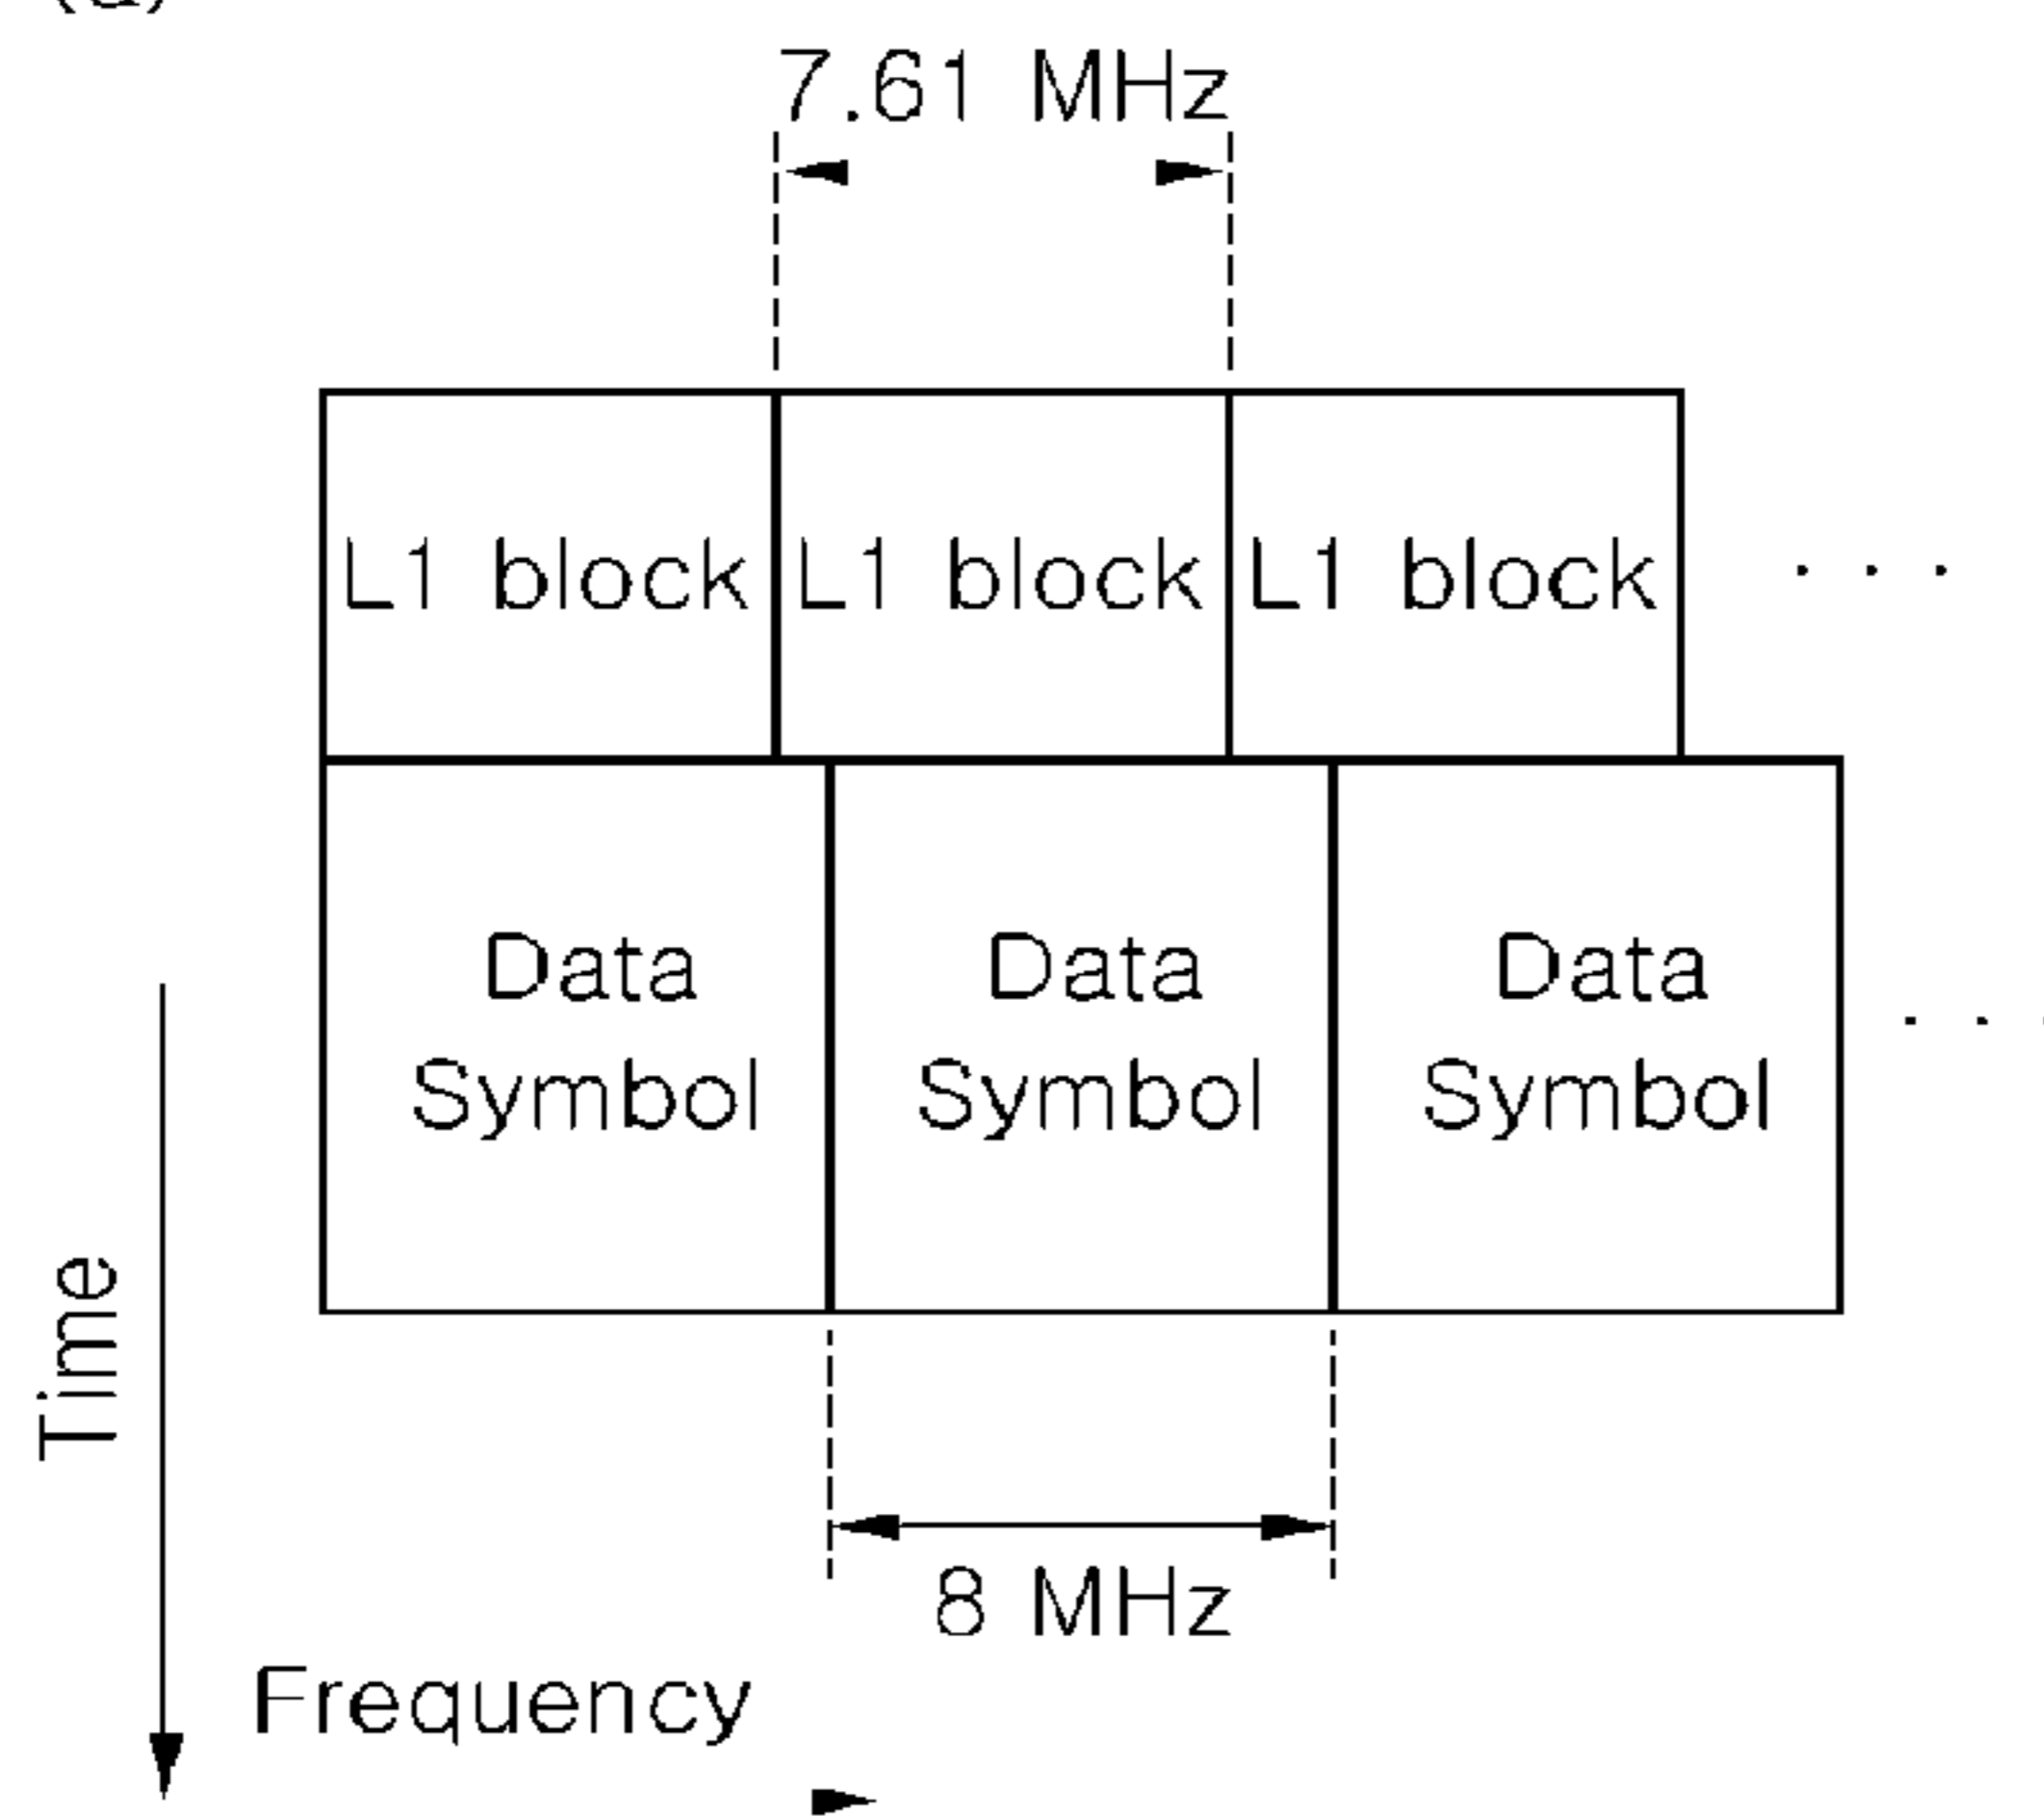 7.61 MHz
L1 block L1 block L1 block . . .
Data Data Data
Symbol Symbol Symbol . . .
Time
8 MHz
Frequency